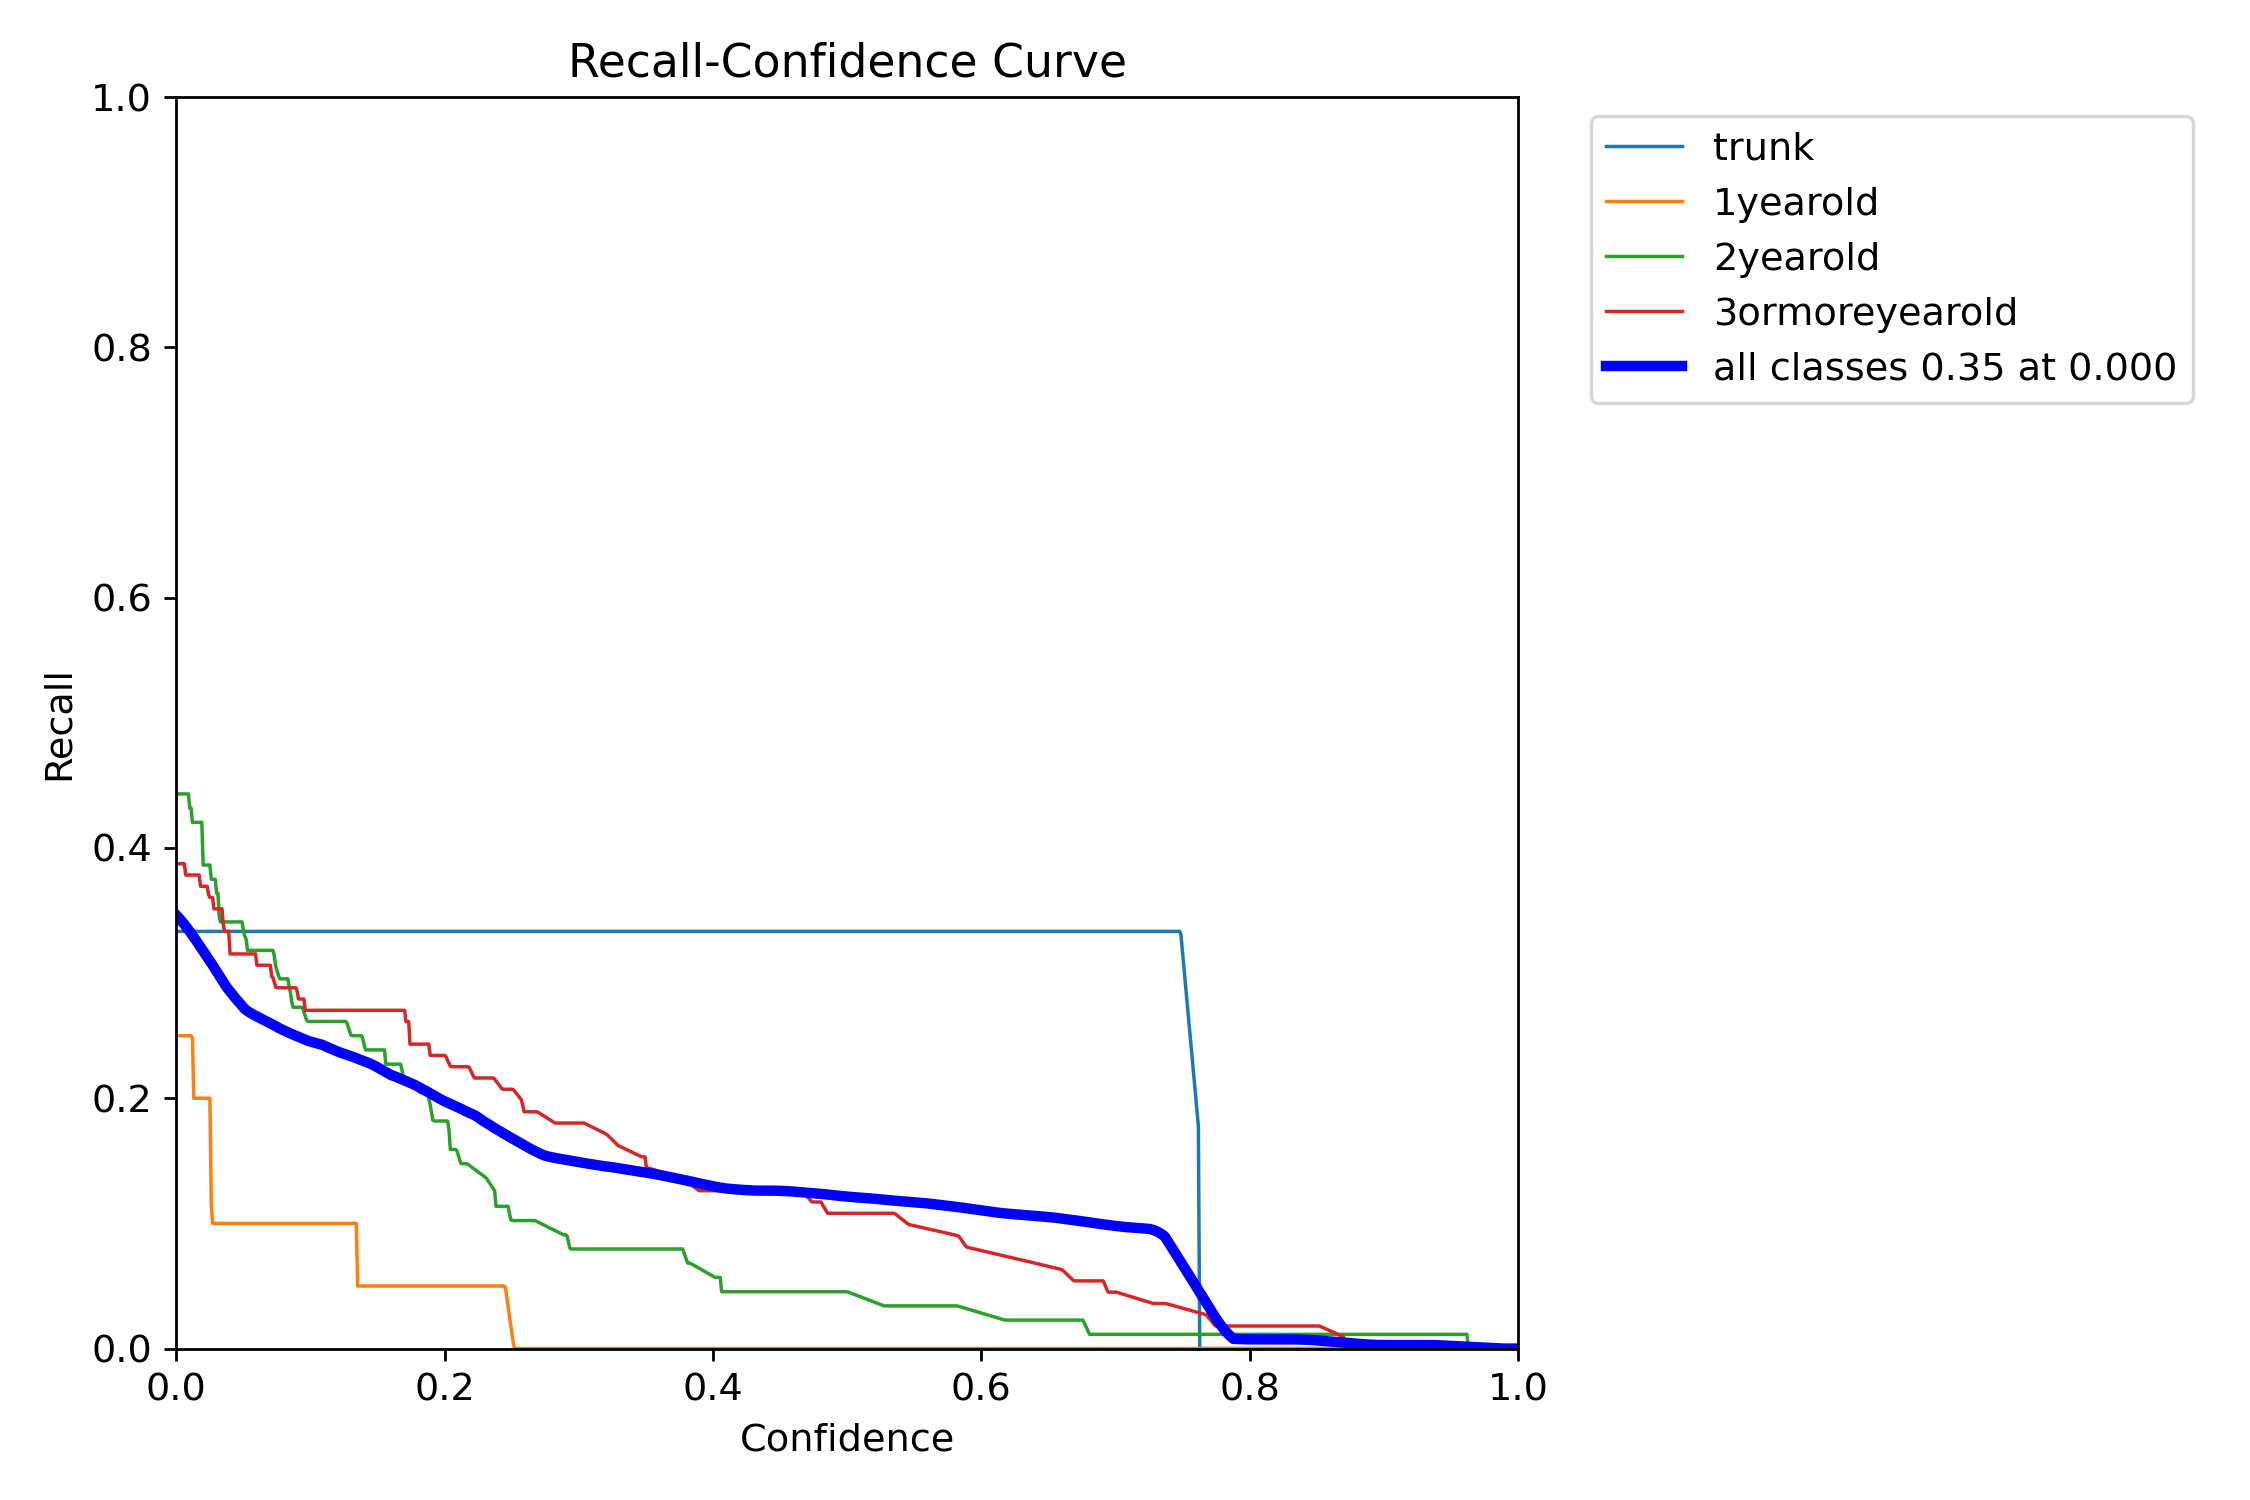 Recall-Confidence Curve
1.0
0.8
0.6
0.4
0.2
0.0
Recall
0.0 0.2 0.4 0.6 0.8 1.0
Confidence
trunk
1yearold
2yearold
3ormoreyearold
all classes 0.35 at 0.000